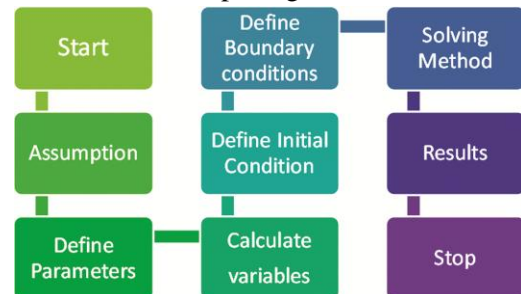 Start
Assumption
Define
Parameters
Calculate
variables
Define Initial
Condition
Define
Boundary
conditions
Solving
Method
Results
Stop